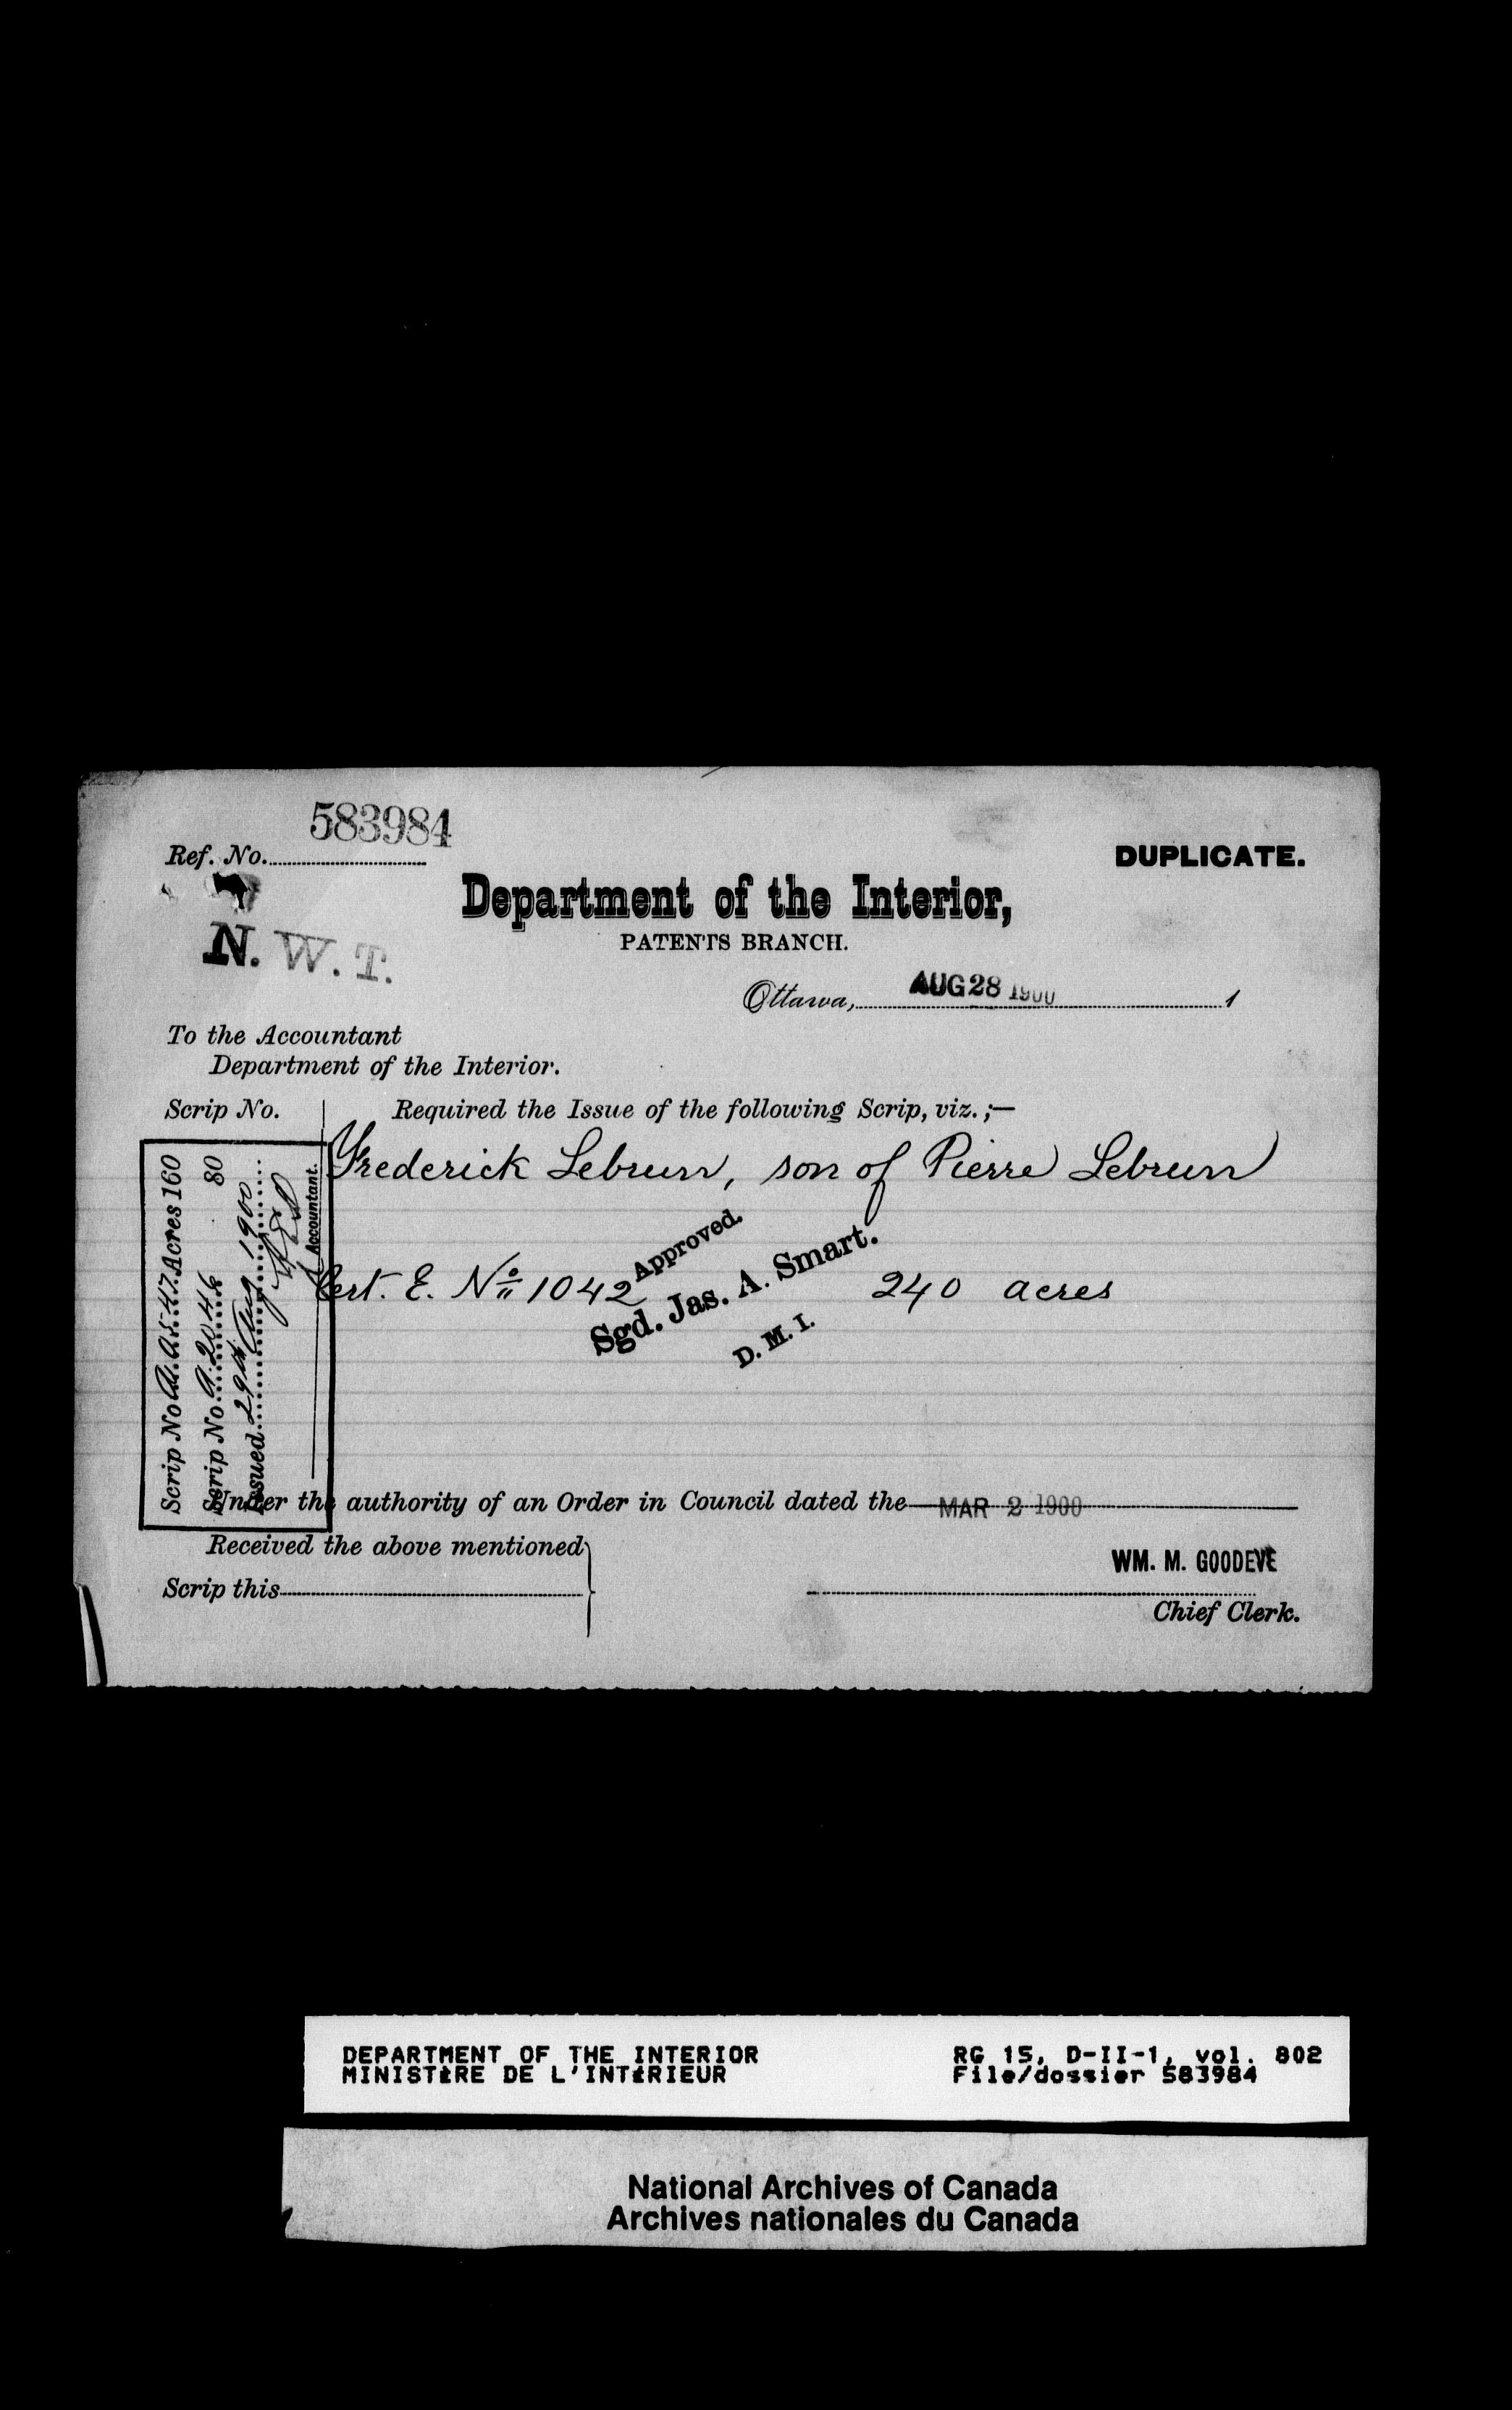 583984
Ref. No.
DUPLICATE.
Department of the Interior,
PATENTS BRANCH.
N. W. T.
Ottawa, AUG 28 1900 1
To the Accountant
Department of the Interior.
Scrip No.
Required the Issue of the following Scrip, viz. ;—
Frederick Lebrun, son of Pierre Lebrun
Approved.
Cert. E. No 1042 240 acres
Sgd. Jas. A. Smart.
D. M. I.
Scrip No Acres 160
Scrip No. A. 2046 80
Issued 29th Aug 1900
Accountant.
Under the authority of an Order in Council dated the MAR 2 1900
Received the above mentioned
Scrip this
WM. M. GOODEVE
Chief Clerk.
DEPARTMENT OF THE INTERIOR
MINISTÈRE DE L'INTÉRIEUR
RG 15, D-II-1, vol. 802
File/dossier 583984
National Archives of Canada
Archives nationales du Canada